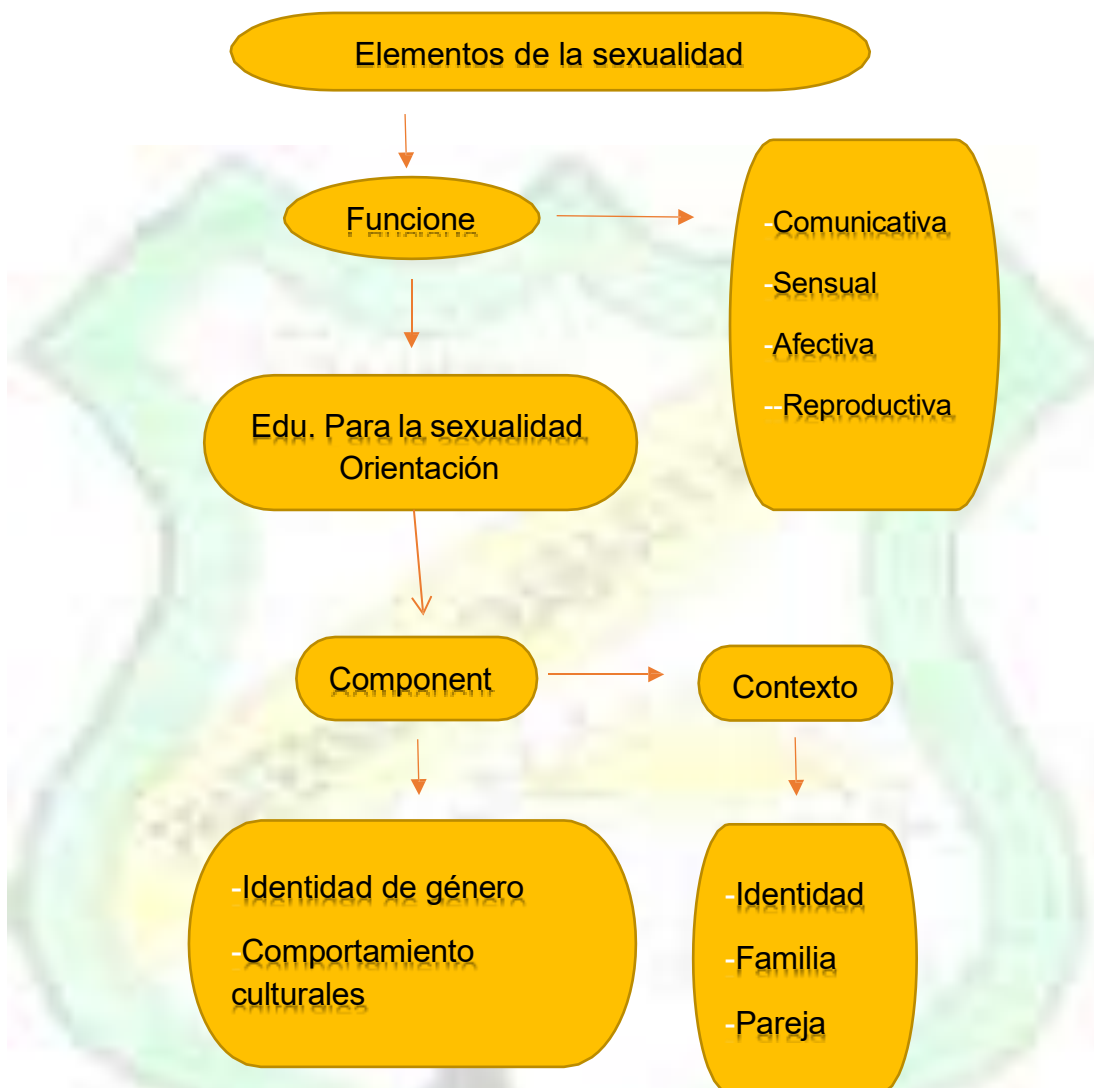 Elementos de la sexualidad
Funcione
-Comunicativa
-Sensual
-Afectiva
--Reproductiva
Edu. Para la sexualidad
Orientación
Component
Contexto
-Identidad de género
-Comportamiento
culturales
-Identidad
-Familia
-Pareja